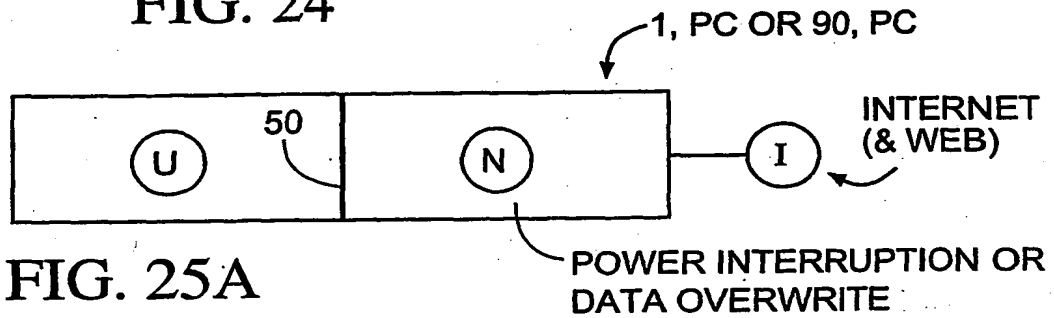 FIG. 24
1, PC OR 90, PC
50
U
N
I
INTERNET
(& WEB)
POWER INTERRUPTION OR
DATA OVERWRITE
FIG. 25A